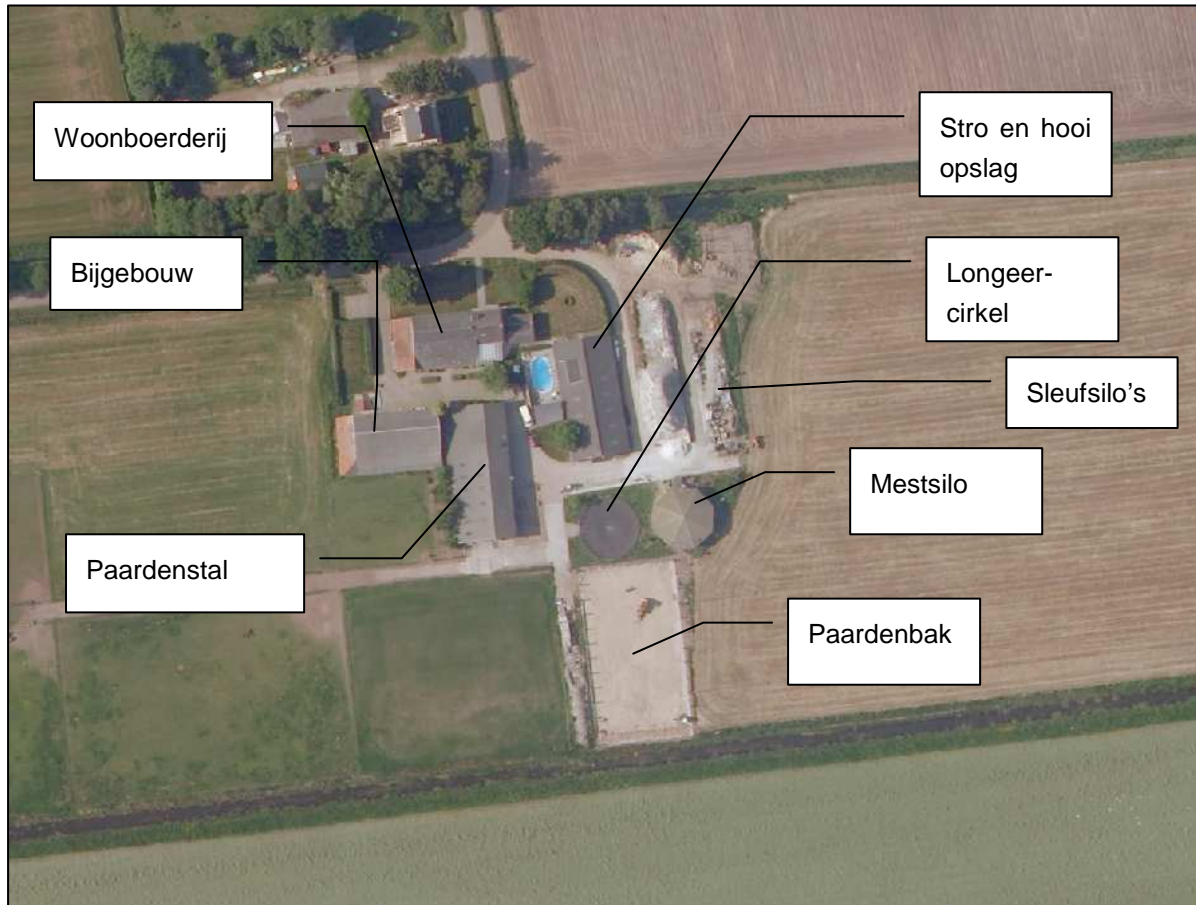 Woonboerderij
Bijgebouw
Paardenstal
Stro en hooi
opslag
Longeer-
cirkel
Sleufsilo's
Mestsilo
Paardenbak